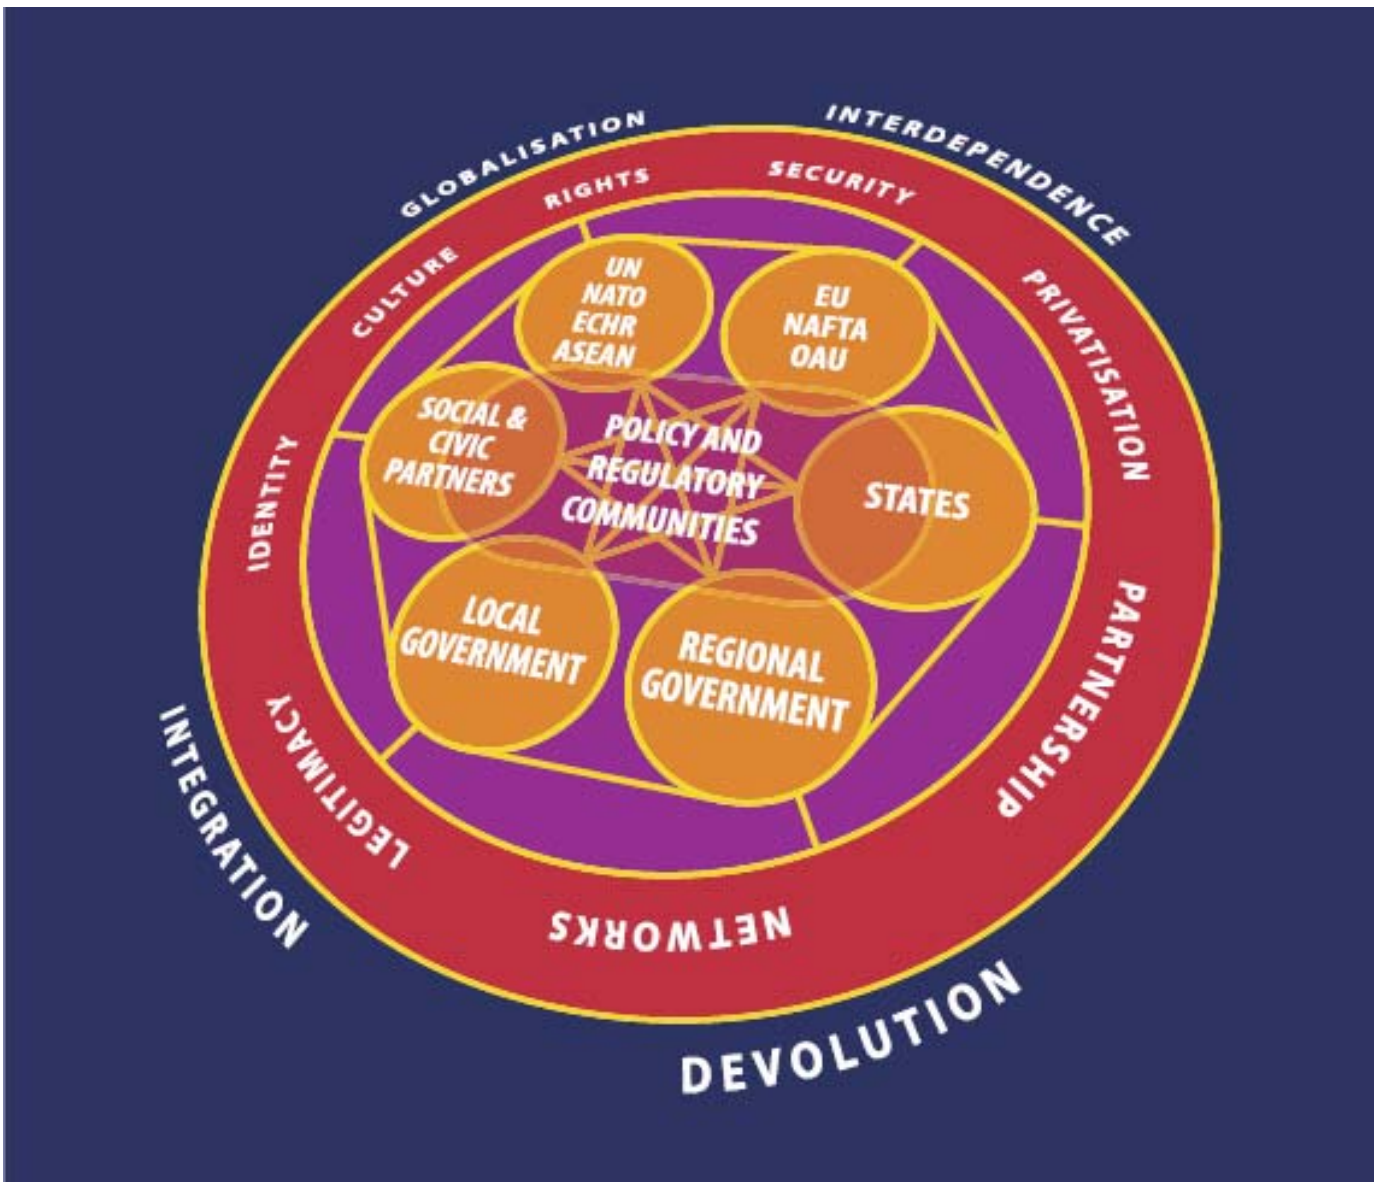 GLOBALISATION
INTERDEPENDENCE
CULTURE
RIGHTS
SECURITY
PRIVATISATION
PARTNERSHIP
NETWORKS
LEGITIMACY
IDENTITY
UN
NATO
ECHR
ASEAN
EU
NAFTA
OAU
SOCIAL &
CIVIC
PARTNERS
POLICY AND
REGULATORY
COMMUNITIES
STATES
LOCAL
GOVERNMENT
REGIONAL
GOVERNMENT
INTEGRATION
DEVOLUTION